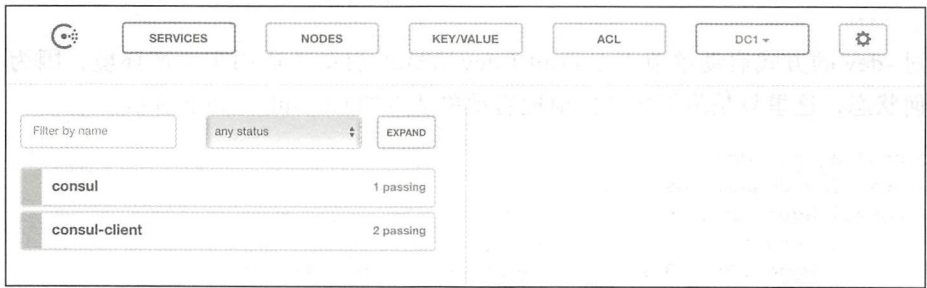 SERVICES NODES KEY/VALUE ACL DC1
Filter by name any status EXPAND
consul 1 passing
consul-client 2 passing